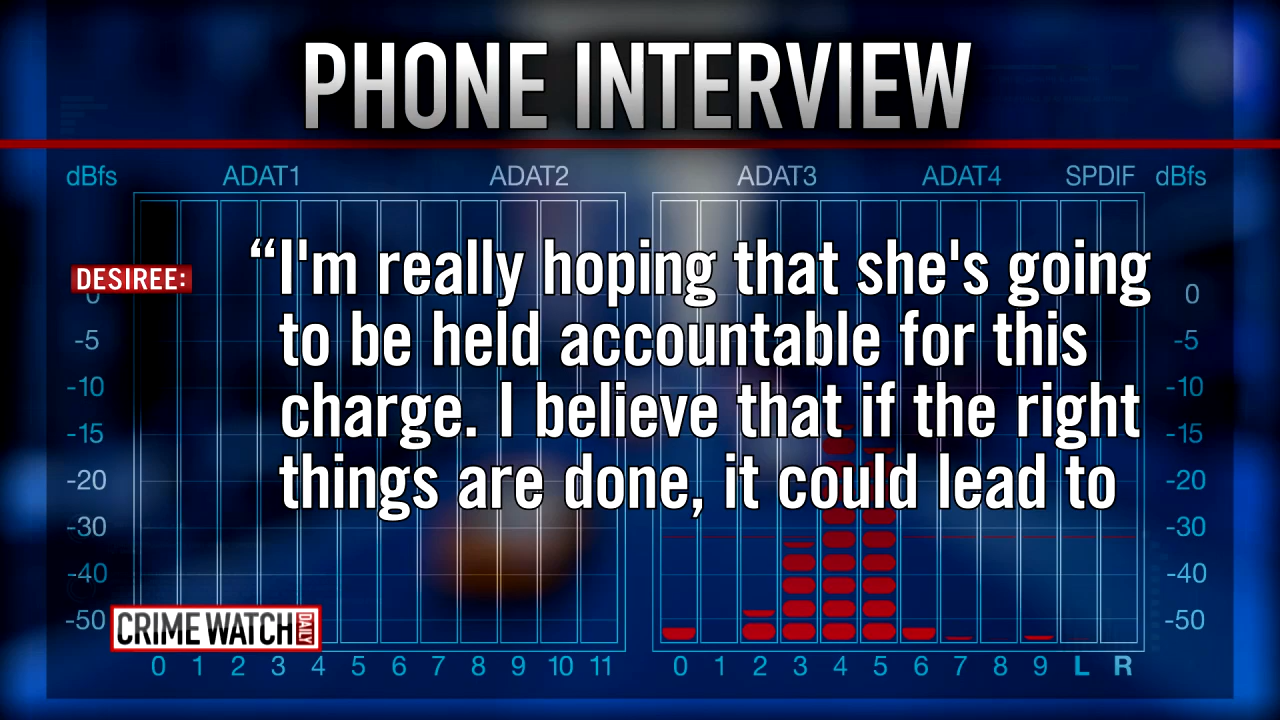 PHONE INTERVIEW
dBfs ADAT1 ADAT2 ADAT3 ADAT4 SPDIF dBfs
DESIREE: “I'm really hoping that she's going
to be held accountable for this
charge. I believe that if the right
things are done, it could lead to
0 0
-5 -5
-10 -10
-15 -15
-20 -20
-30 -30
-40 -40
-50 -50
CRIME WATCH DAILY
0 1 2 3 4 5 6 7 8 9 10 11 0 1 2 3 4 5 6 7 8 9 L R